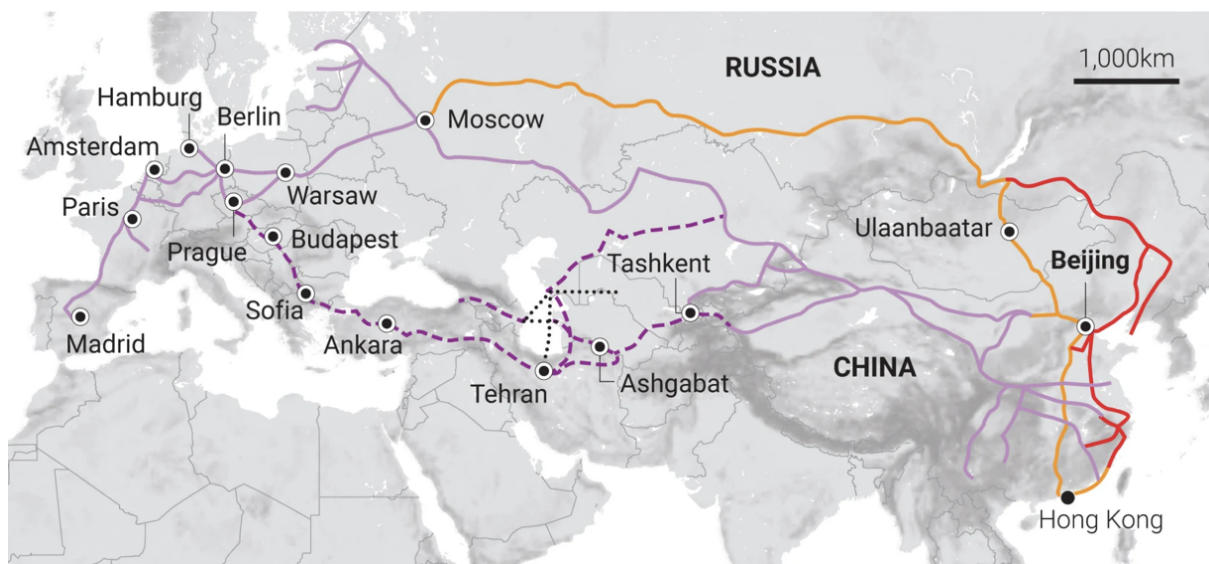 RUSSIA
1,000km
Hamburg
Berlin
Moscow
Amsterdam
Warsaw
Paris
Ulaanbaatar
Prague
Budapest
Tashkent
Beijing
Sofia
Madrid
Ankara
CHINA
Tehran
Ashgabat
Hong Kong